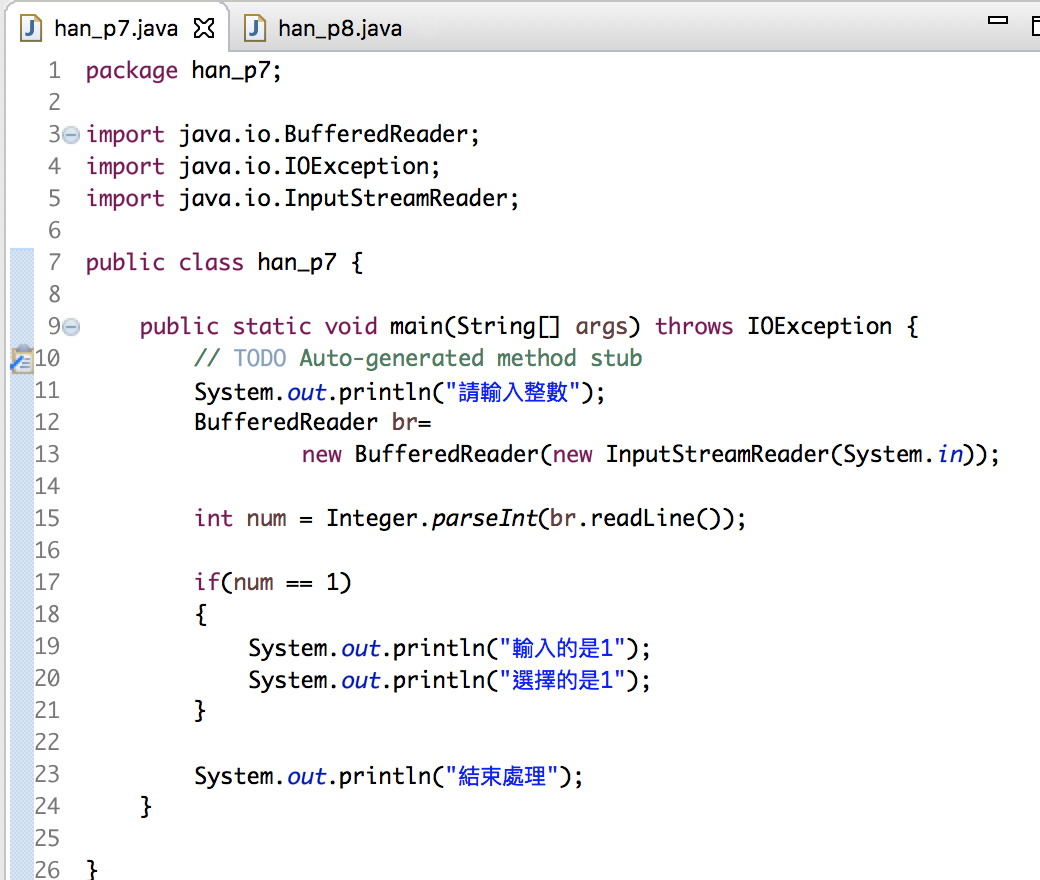 han_p7.java han_p8.java
1 package han_p7;
2
3 import java.io.BufferedReader;
4 import java.io.IOException;
5 import java.io.InputStreamReader;
6
7 public class han_p7 {
8
9     public static void main(String[] args) throws IOException {
10         // TODO Auto-generated method stub
11         System.out.println("請輸入整數");
12         BufferedReader br=
13                 new BufferedReader(new InputStreamReader(System.in));
14
15         int num = Integer.parseInt(br.readLine());
16
17         if(num == 1)
18         {
19             System.out.println("輸入的是1");
20             System.out.println("選擇的是1");
21         }
22
23         System.out.println("結束處理");
24     }
25
26 }